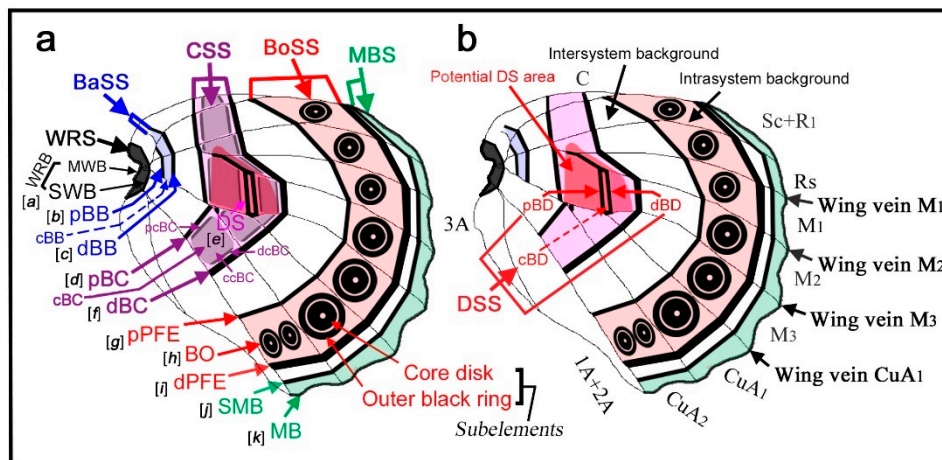 a
CSS
BoSS
MBS
BaSS
WRS
WRB
MWB
SWB
[a]
[b] pBB
cBB
[c] dBB
pcBC
DS
[e]
dcBC
ccBC
[d] pBC
cBC
[f] dBC
[g] pPFE
[h] BO
[i] dPFE
[j] SMB
[k] MB
Core disk
Outer black ring
Subelements
b
Intersystem background
Potential DS area
C
Intrasystem background
Sc+R1
Rs
Wing vein M1
M1
3A
pBD
dBD
cBD
DSS
Wing vein M2
M2
Wing vein M3
M3
Wing vein CuA1
CuA1
CuA2
1A+2A